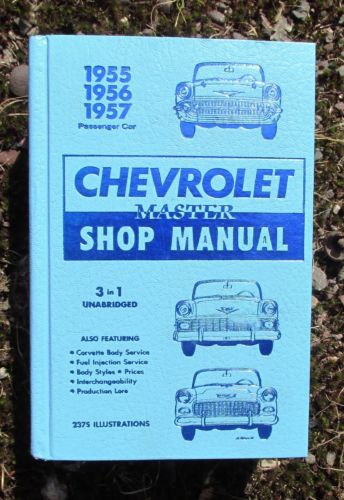 1955
1956
1957
Passenger Car
CHEVROLET
MASTER
SHOP MANUAL
3 in 1
UNABRIDGED
ALSO FEATURING
• Corvette Body Service
• Fuel Injection Service
• Body Styles • Prices
• Interchangeability
• Production Lore
2375 ILLUSTRATIONS